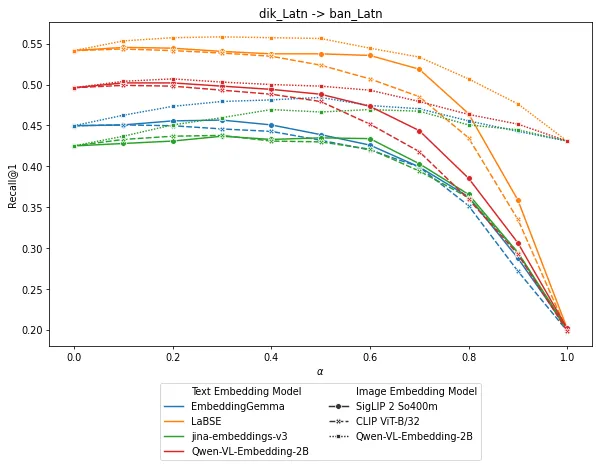 dik_Latn -> ban_Latn
Recall@1
0.55
0.50
0.45
0.40
0.35
0.30
0.25
0.20
0.0
0.2
0.4
0.6
0.8
1.0
α
Text Embedding Model
EmbeddingGemma
LaBSE
jina-embeddings-v3
Qwen-VL-Embedding-2B
Image Embedding Model
SigLIP 2 So400m
CLIP ViT-B/32
Qwen-VL-Embedding-2B